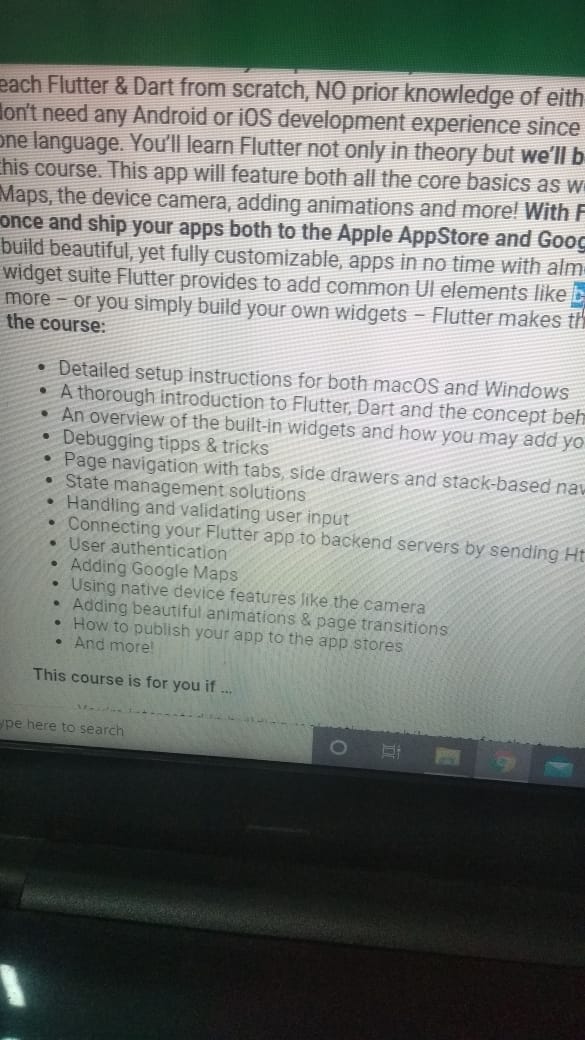 each Flutter & Dart from scratch, NO prior knowledge of eith
don't need any Android or iOS development experience since
one language. You'll learn Flutter not only in theory but we'll b
this course. This app will feature both all the core basics as w
Maps, the device camera, adding animations and more! With F
once and ship your apps both to the Apple AppStore and Goog
build beautiful, yet fully customizable, apps in no time with alm
widget suite Flutter provides to add common UI elements like b
more – or you simply build your own widgets – Flutter makes th
the course:
• Detailed setup instructions for both macOS and Windows
• A thorough introduction to Flutter, Dart and the concept beh
• An overview of the built-in widgets and how you may add yo
• Debugging tipps & tricks
• Page navigation with tabs, side drawers and stack-based nav
• State management solutions
• Handling and validating user input
• Connecting your Flutter app to backend servers by sending Ht
• User authentication
• Adding Google Maps
• Using native device features like the camera
• Adding beautiful animations & page transitions
• How to publish your app to the app stores
• And more!
This course is for you if ...
ype here to search